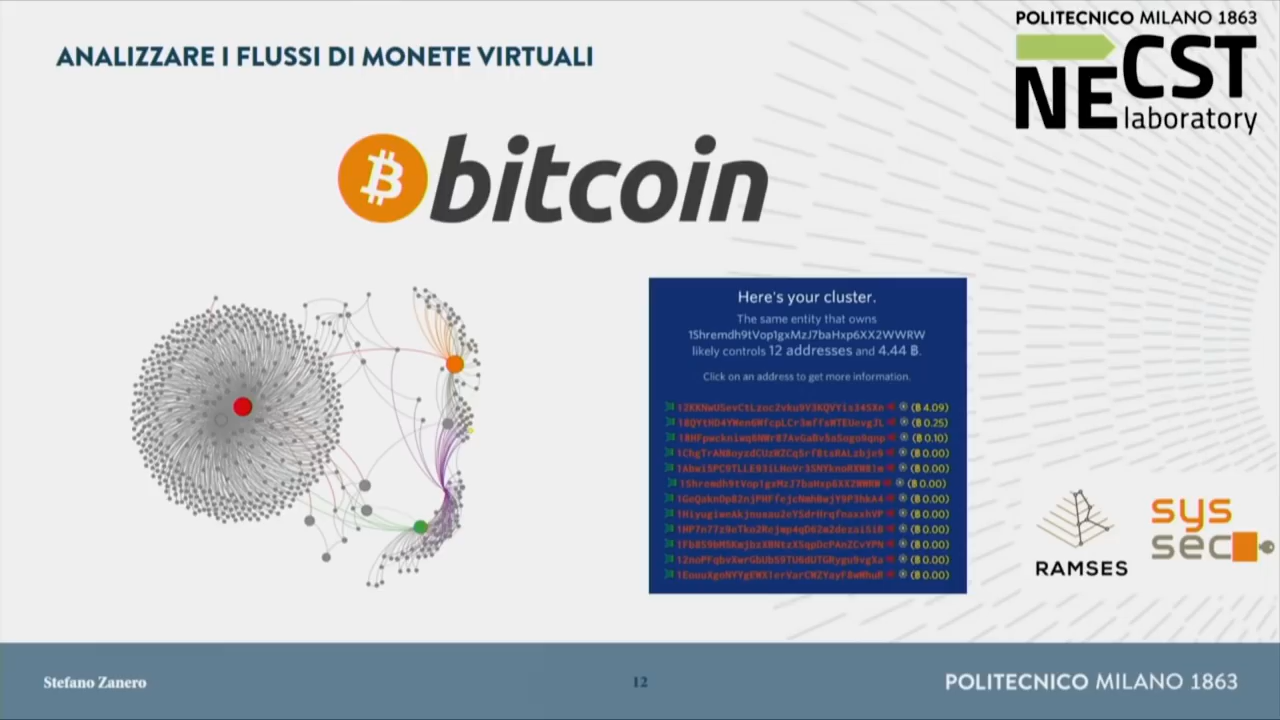 POLITECNICO MILANO 1863
NECST
laboratory
ANALIZZARE I FLUSSI DI MONETE VIRTUALI
bitcoin
Here's your cluster.
The same entity that owns
1Shremdh9tVop1gxMzJ7baHxp6XX2WWRW
likely controls 12 addresses and 4.44 ฿.
Click on an address to get more information.
(฿ 4.09)
(฿ 0.25)
(฿ 0.10)
(฿ 0.00)
(฿ 0.00)
1Shremdh9tVop1gxMzJ7baHxp6XX2WWRW (฿ 0.00)
(฿ 0.00)
(฿ 0.00)
(฿ 0.00)
(฿ 0.00)
(฿ 0.00)
(฿ 0.00)
RAMSES
sys
sec
Stefano Zanero
12
POLITECNICO MILANO 1863